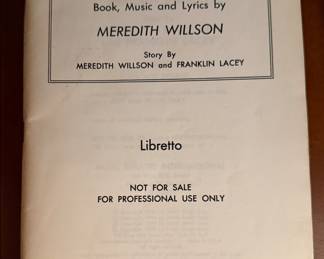 Book, Music and Lyrics by
MEREDITH WILLSON
Story By
MEREDITH WILLSON and FRANKLIN LACEY
Libretto
NOT FOR SALE
FOR PROFESSIONAL USE ONLY